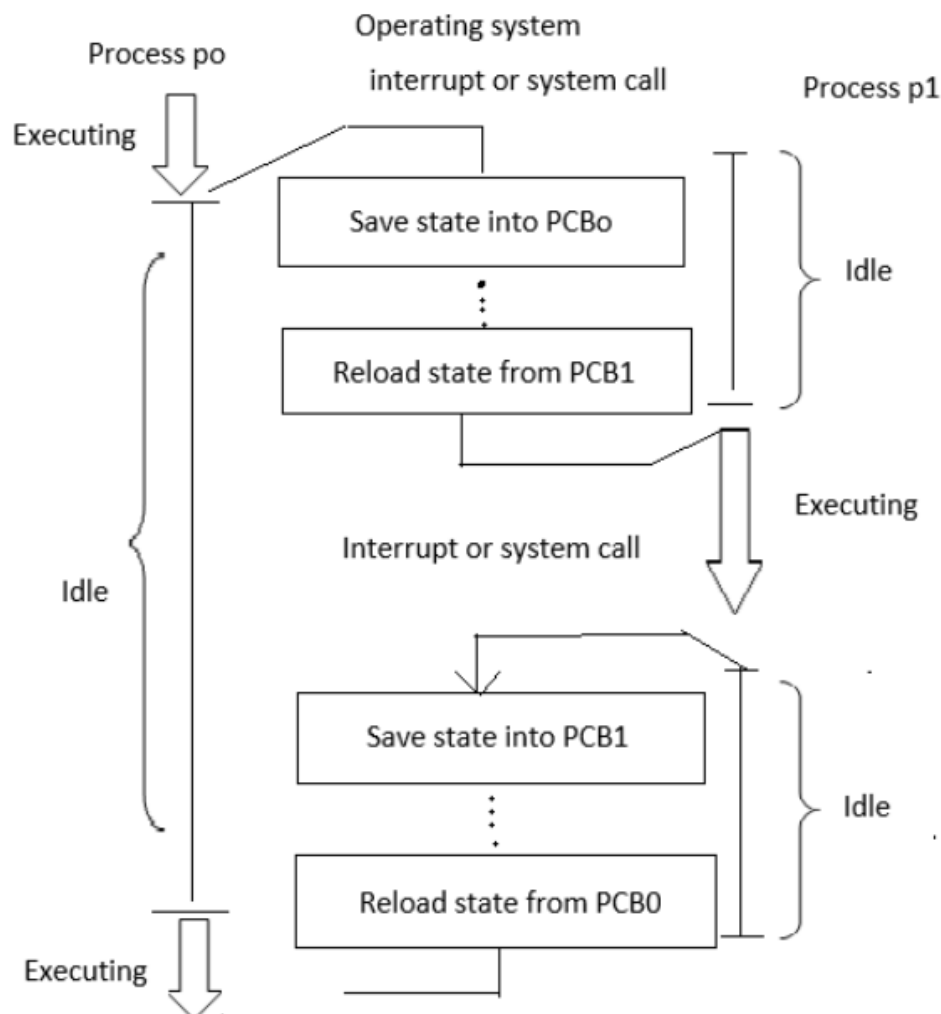 Operating system
Process po
interrupt or system call
Process p1
Executing
Save state into PCBo
Idle
Reload state from PCB1
Executing
Interrupt or system call
Idle
Save state into PCB1
Idle
Reload state from PCB0
Executing